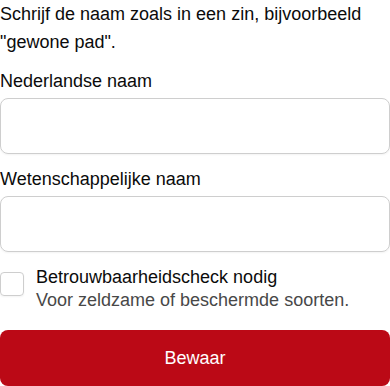 Schrijf de naam zoals in een zin, bijvoorbeeld
"gewone pad".
Nederlandse naam
Wetenschappelijke naam
Betrouwbaarheidscheck nodig
Voor zeldzame of beschermde soorten.
Bewaar